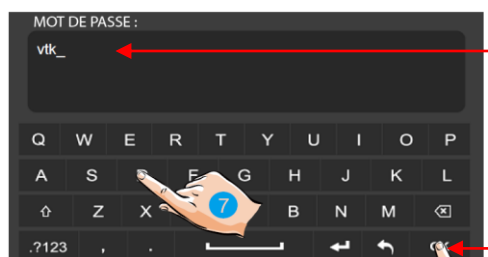 MOT DE PASSE :
vtk_
Q W E R T Y U I O P
A S F G H J K L
Z X B N M
.?123 , .
7